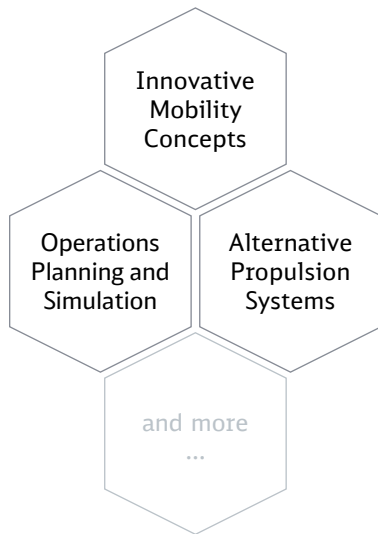 Innovative
Mobility
Concepts
Operations
Planning and
Simulation
Alternative
Propulsion
Systems
and more
...